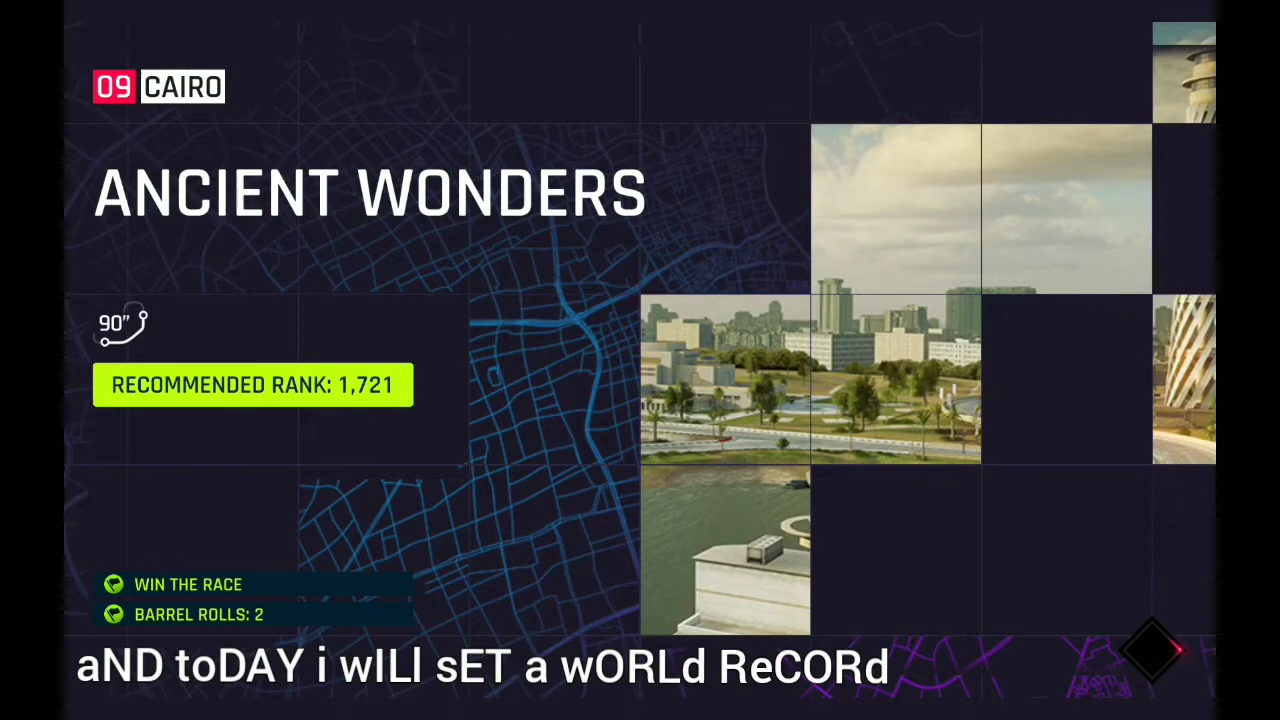 09 CAIRO
ANCIENT WONDERS
90"
RECOMMENDED RANK: 1,721
WIN THE RACE
BARREL ROLLS: 2
aND toDAY i wILl sET a wORLd ReCORd